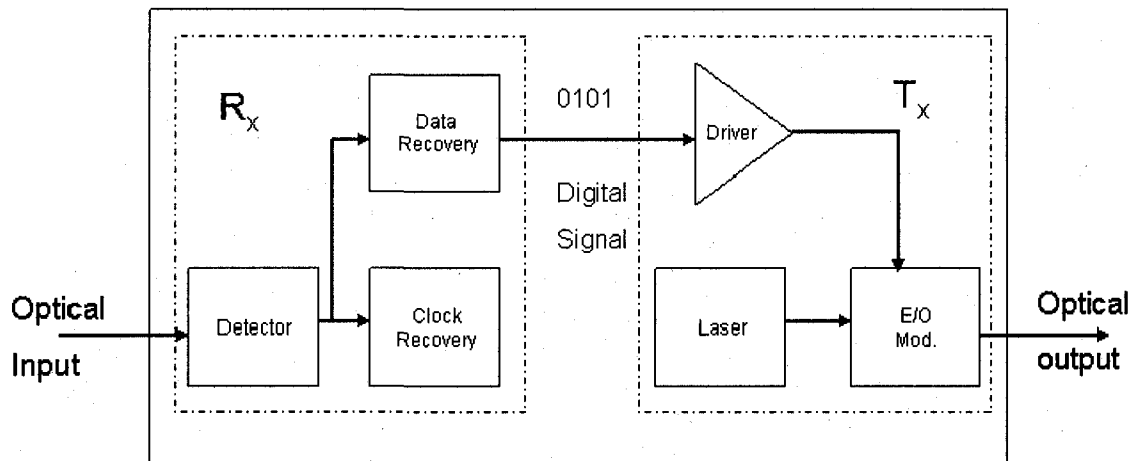 Rx
Data
Recovery
0101
Driver
Tx
Digital
Signal
Optical
Input
Detector
Clock
Recovery
Laser
E/O
Mod.
Optical
output